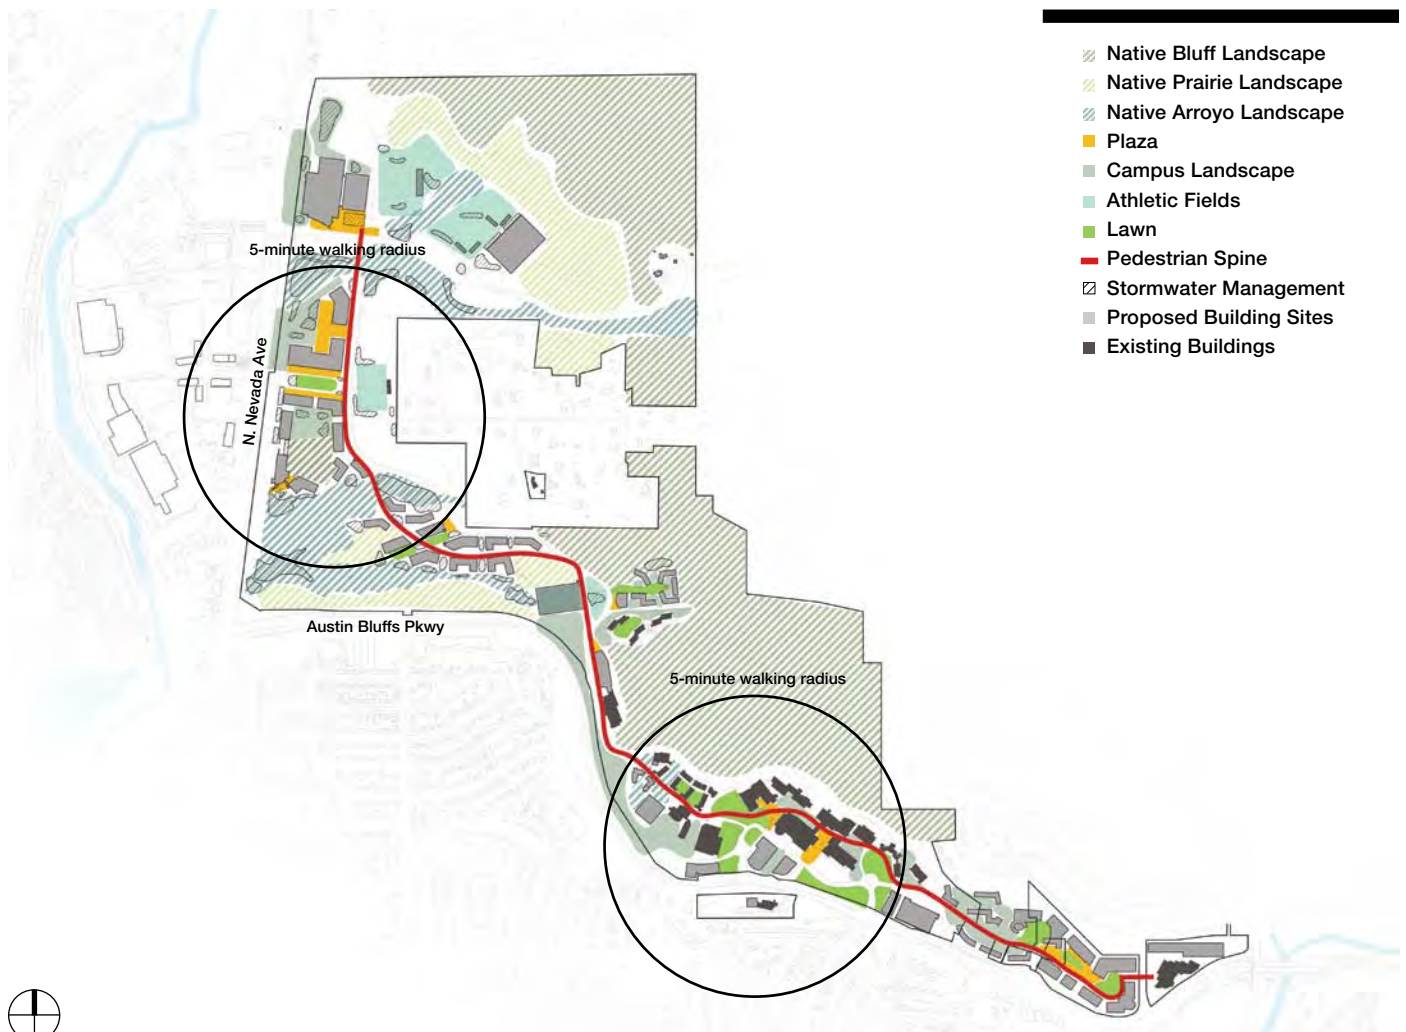 Native Bluff Landscape
Native Prairie Landscape
Native Arroyo Landscape
Plaza
Campus Landscape
Athletic Fields
Lawn
Pedestrian Spine
Stormwater Management
Proposed Building Sites
Existing Buildings
5-minute walking radius
N. Nevada Ave
Austin Bluffs Pkwy
5-minute walking radius